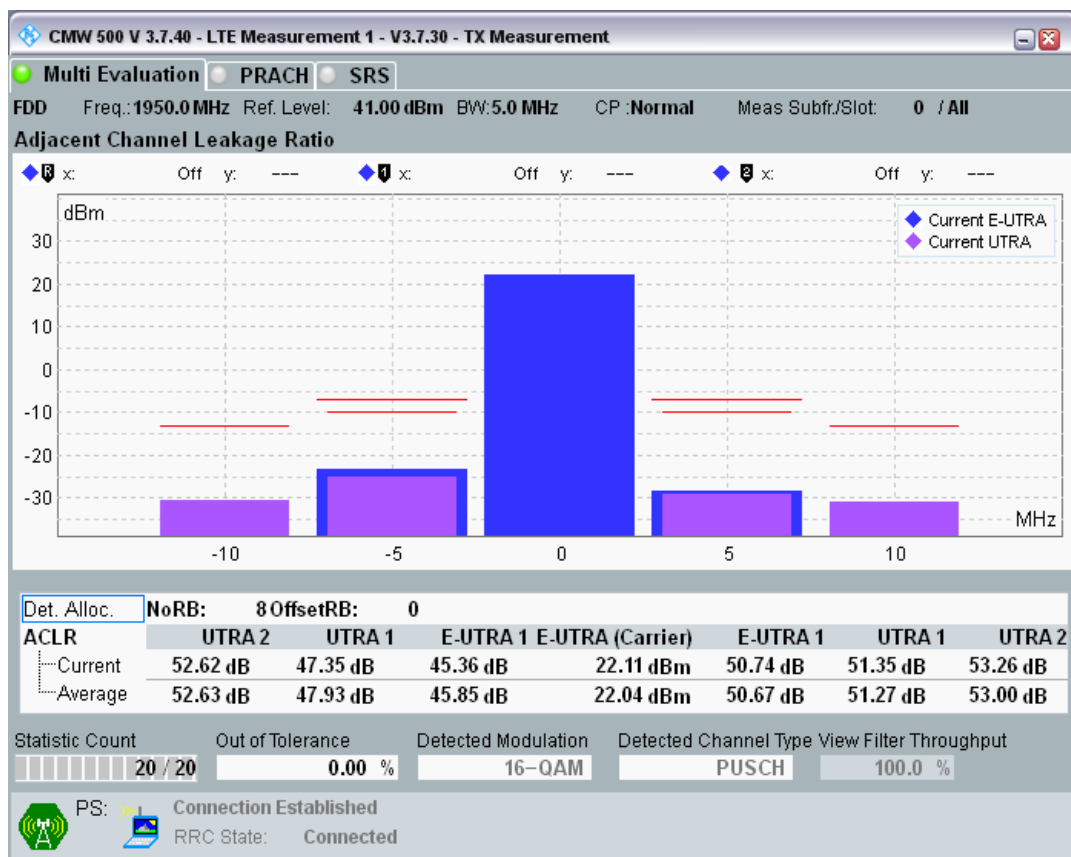 CMW 500 V 3.7.40 - LTE Measurement 1 - V3.7.30 - TX Measurement
Multi Evaluation PRACH SRS
FDD Freq.: 1950.0 MHz Ref. Level: 41.00 dBm BW: 5.0 MHz CP : Normal Meas Subfr./Slot: 0 / All
Adjacent Channel Leakage Ratio
R x: Off y: --- 1 x: Off y: --- 2 x: Off y: ---
dBm
Current E-UTRA
Current UTRA
30
20
10
0
-10
-20
-30
MHz
-10 -5 0 5 10
Det. Alloc. NoRB: 8 OffsetRB: 0
ACLR UTRA 2 UTRA 1 E-UTRA 1 E-UTRA (Carrier) E-UTRA 1 UTRA 1 UTRA 2
Current 52.62 dB 47.35 dB 45.36 dB 22.11 dBm 50.74 dB 51.35 dB 53.26 dB
Average 52.63 dB 47.93 dB 45.85 dB 22.04 dBm 50.67 dB 51.27 dB 53.00 dB
Statistic Count Out of Tolerance Detected Modulation Detected Channel Type View Filter Throughput
20 / 20 0.00 % 16-QAM PUSCH 100.0 %
PS: Connection Established
RRC State: Connected